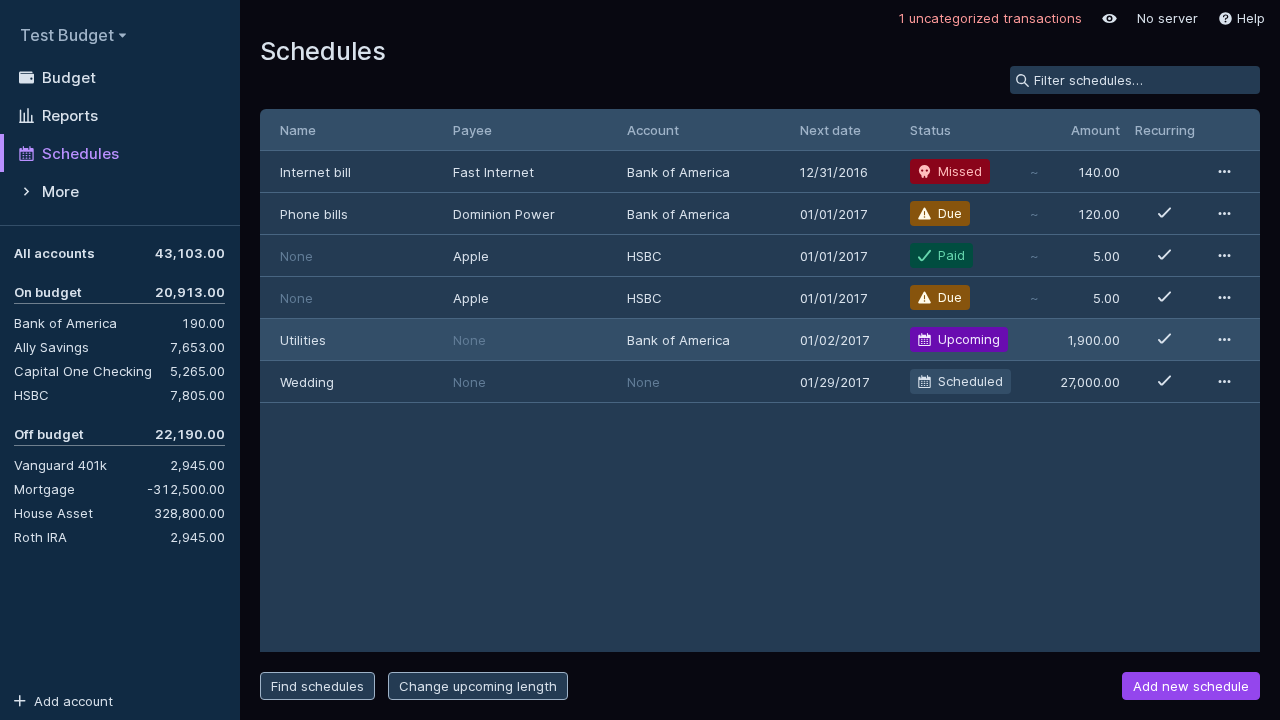 Test Budget
Budget
Reports
Schedules
More
All accounts 43,103.00
On budget 20,913.00
Bank of America 190.00
Ally Savings 7,653.00
Capital One Checking 5,265.00
HSBC 7,805.00
Off budget 22,190.00
Vanguard 401k 2,945.00
Mortgage -312,500.00
House Asset 328,800.00
Roth IRA 2,945.00
Add account
1 uncategorized transactions No server Help
Schedules
Filter schedules...
Name Payee Account Next date Status Amount Recurring
Internet bill Fast Internet Bank of America 12/31/2016 Missed ~ 140.00
Phone bills Dominion Power Bank of America 01/01/2017 Due ~ 120.00
None Apple HSBC 01/01/2017 Paid ~ 5.00
None Apple HSBC 01/01/2017 Due ~ 5.00
Utilities None Bank of America 01/02/2017 Upcoming 1,900.00
Wedding None None 01/29/2017 Scheduled 27,000.00
Find schedules Change upcoming length Add new schedule